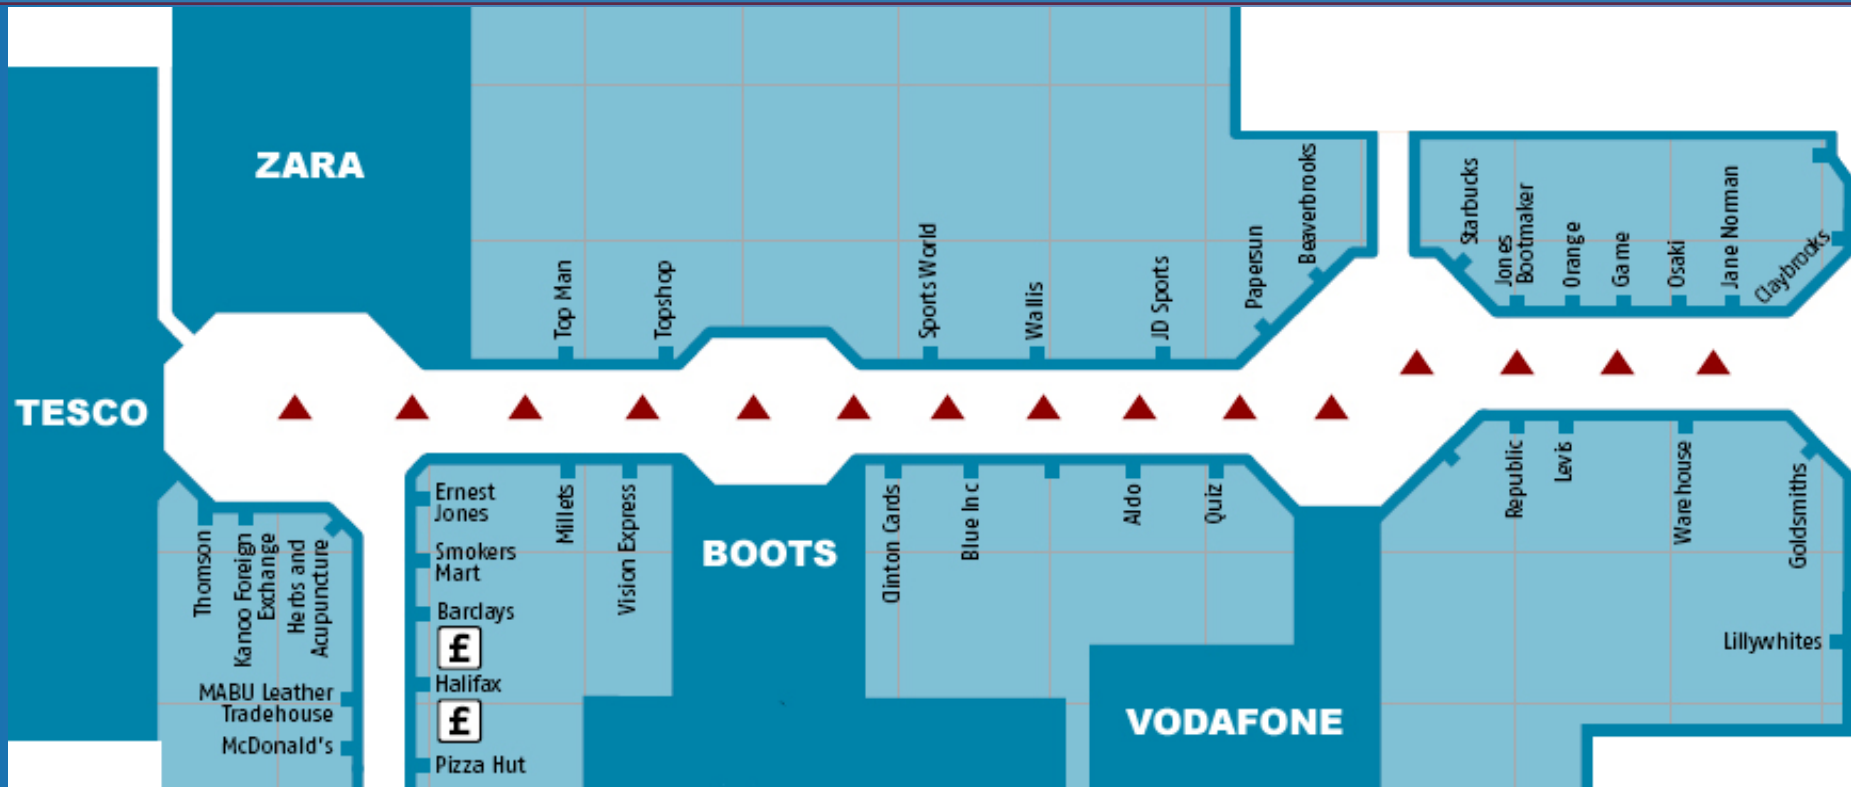 ZARA
TESCO
Top Man
Topshop
Sports World
Wallis
JD Sports
Papersun
Beaverbrooks
Starbucks
Jones
Bootmaker
Orange
Game
Osaki
Jane Norman
Claybrooks
Thomson
Kanoo Foreign
Exchange
Herbs and
Acupuncture
MABU Leather
Tradehouse
McDonald's
Ernest
Jones
Smokers
Mart
Barclays
£
Halifax
£
Pizza Hut
Millets
Vision Express
BOOTS
Clinton Cards
Blue Inc
Aldo
Quiz
VODAFONE
Republic
Levis
Warehouse
Goldsmiths
Lillywhites